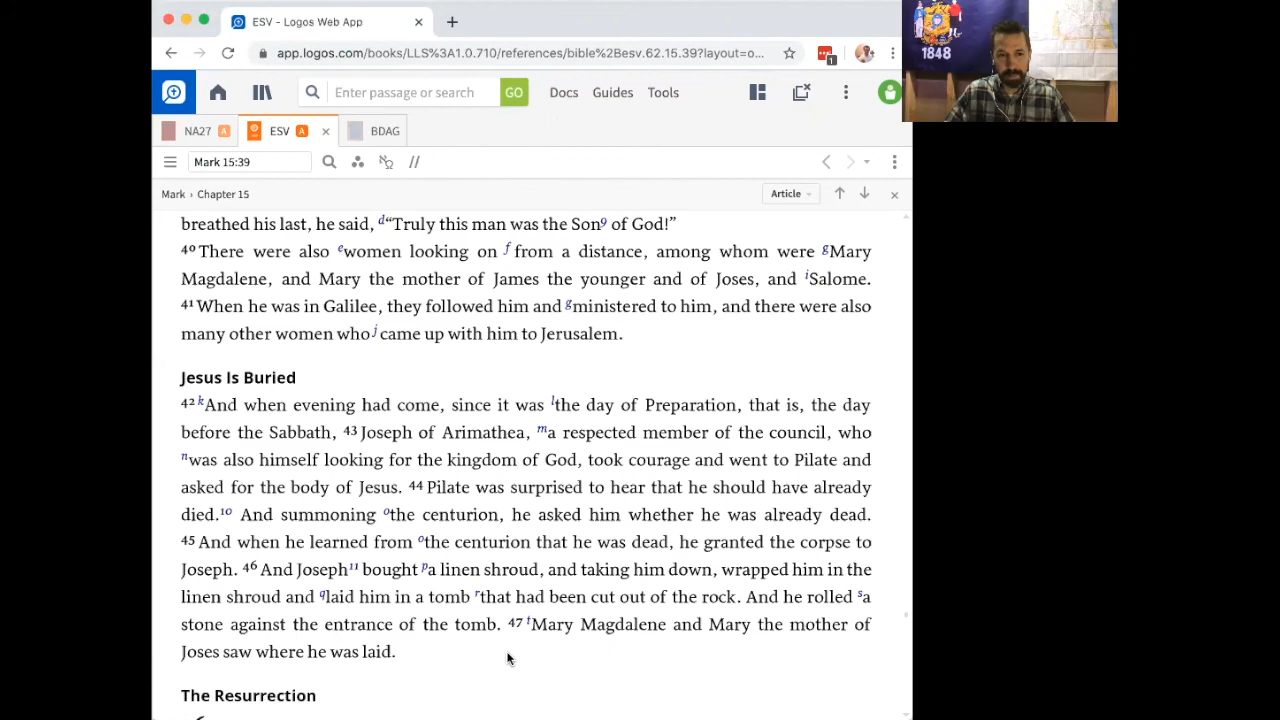 ESV - Logos Web App
app.logos.com/books/LLS%3A1.0.710/references/bible%2Besv.62.15.39?layout=o...
1
Enter passage or search GO Docs Guides Tools
NA27 A ESV A BDAG
Mark 15:39
Mark › Chapter 15 Article
breathed his last, he said, d“Truly this man was the Son9 of God!”
40 There were also ewomen looking on f from a distance, among whom were gMary
Magdalene, and Mary the mother of James the younger and of Joses, and iSalome.
41 When he was in Galilee, they followed him and gministered to him, and there were also
many other women who j came up with him to Jerusalem.
Jesus Is Buried
42 kAnd when evening had come, since it was lthe day of Preparation, that is, the day
before the Sabbath, 43 Joseph of Arimathea, ma respected member of the council, who
nwas also himself looking for the kingdom of God, took courage and went to Pilate and
asked for the body of Jesus. 44 Pilate was surprised to hear that he should have already
died.10 And summoning othe centurion, he asked him whether he was already dead.
45 And when he learned from othe centurion that he was dead, he granted the corpse to
Joseph. 46 And Joseph11 bought pa linen shroud, and taking him down, wrapped him in the
linen shroud and qlaid him in a tomb rthat had been cut out of the rock. And he rolled sa
stone against the entrance of the tomb. 47 tMary Magdalene and Mary the mother of
Joses saw where he was laid.
The Resurrection
1848